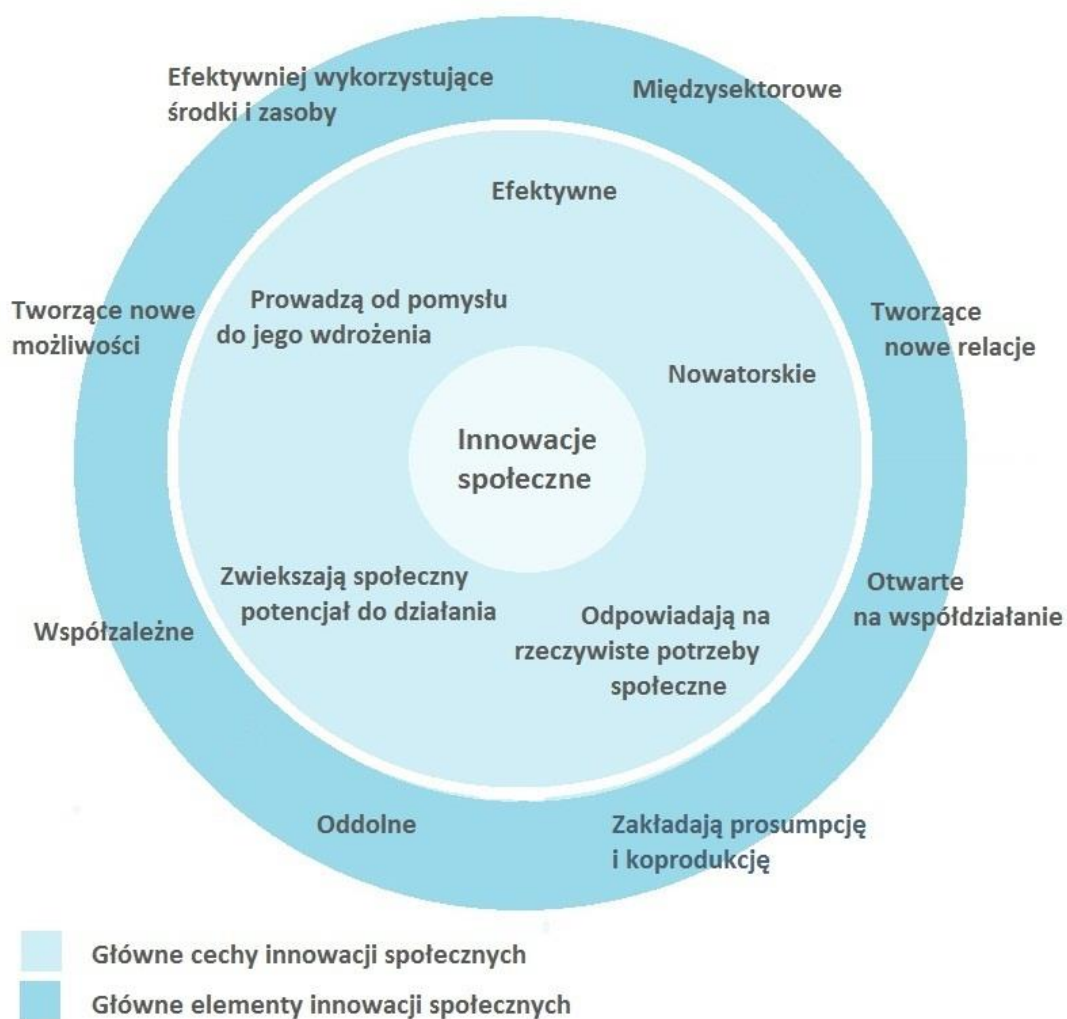 Efektywniej wykorzystujące
środki i zasoby
Międzysektorowe
Efektywne
Prowadzą od pomysłu
do jego wdrożenia
Tworzące nowe
możliwości
Tworzące
nowe relacje
Nowatorskie
Innowacje
społeczne
Zwiekszają społeczny
potencjał do działania
Otwarte
na współdziałanie
Odpowiadają na
rzeczywiste potrzeby
społeczne
Współzależne
Oddolne
Zakładają prosumpcję
i koprodukcję
Główne cechy innowacji społecznych
Główne elementy innowacji społecznych